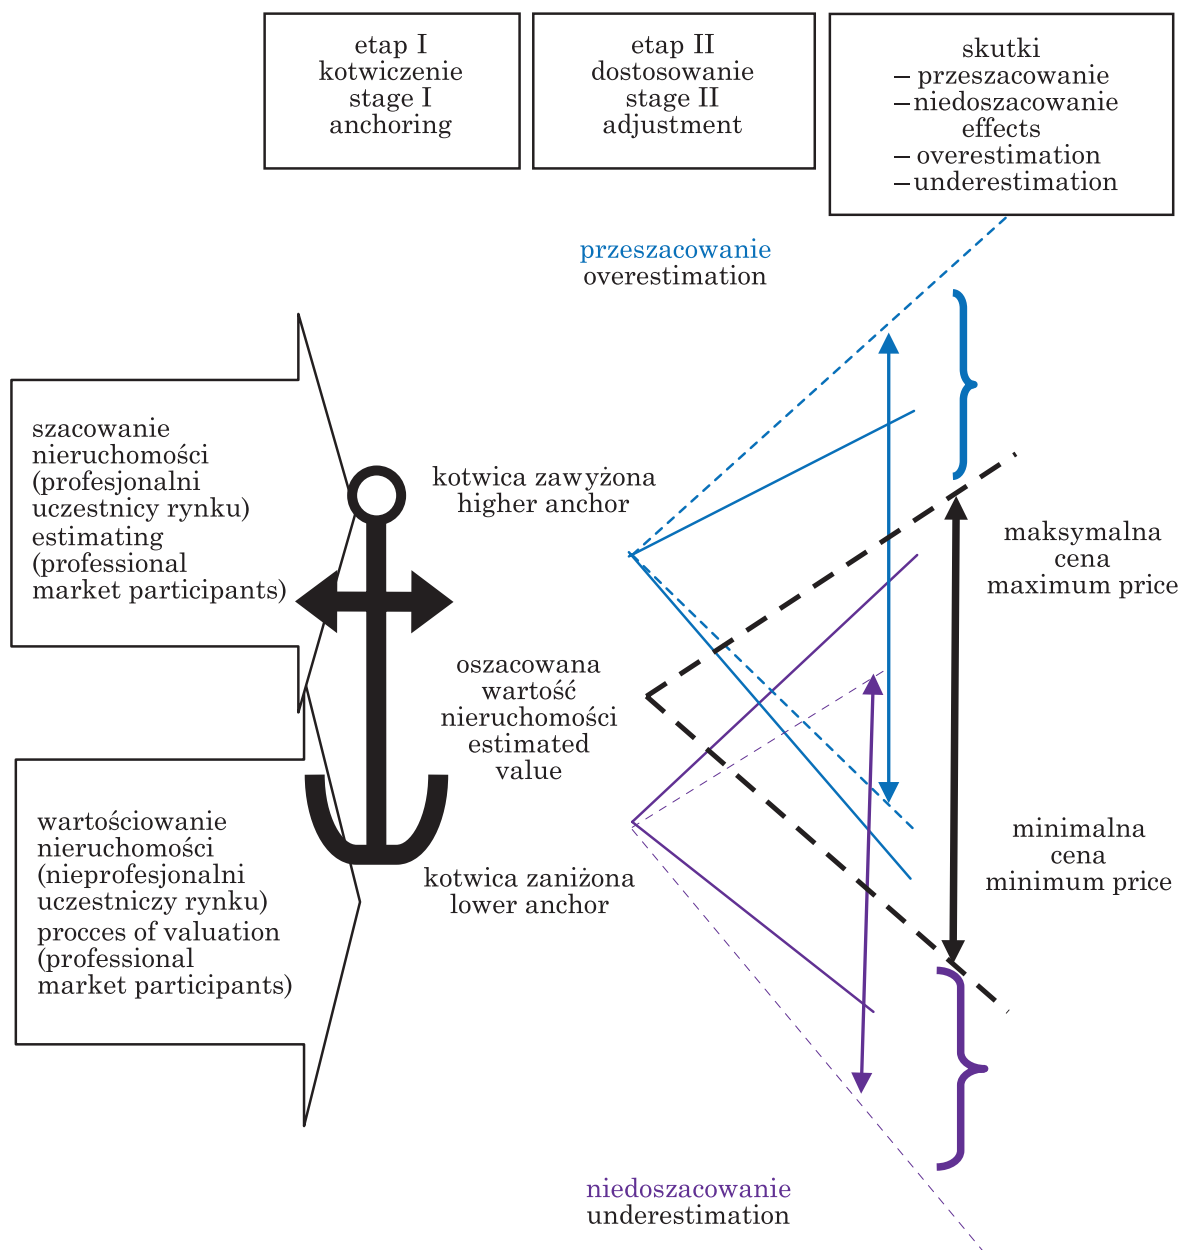 etap I
kotwiczenie
stage I
anchoring
etap II
dostosowanie
stage II
adjustment
skutki
– przeszacowanie
–niedoszacowanie
effects
– overestimation
–underestimation
przeszacowanie
overestimation
szacowanie
nieruchomości
(profesjonalni
uczestnicy rynku)
estimating
(professional
market participants)
kotwica zawyżona
higher anchor
maksymalna
cena
maximum price
oszacowana
wartość
nieruchomości
estimated
value
wartościowanie
nieruchomości
(nieprofesjonalni
uczestniczy rynku)
procces of valuation
(professional
market participants)
kotwica zaniżona
lower anchor
minimalna
cena
minimum price
niedoszacowanie
underestimation